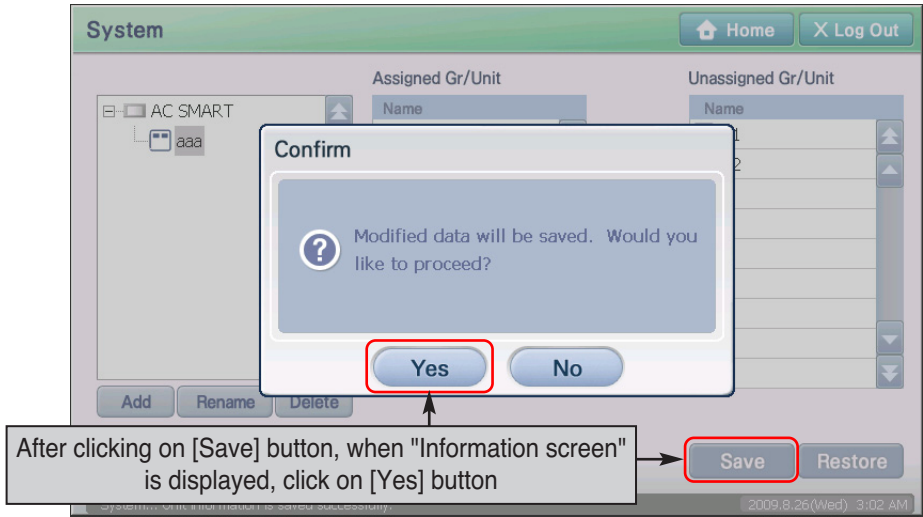 System
Home
X Log Out
Assigned Gr/Unit
Unassigned Gr/Unit
AC SMART
Name
Name
aaa
1
2
Confirm
Modified data will be saved. Would you
like to proceed?
Yes
No
Add
Rename
Delete
After clicking on [Save] button, when "Information screen"
is displayed, click on [Yes] button
Save
Restore
2009.8.26(Wed) 3:02 AM